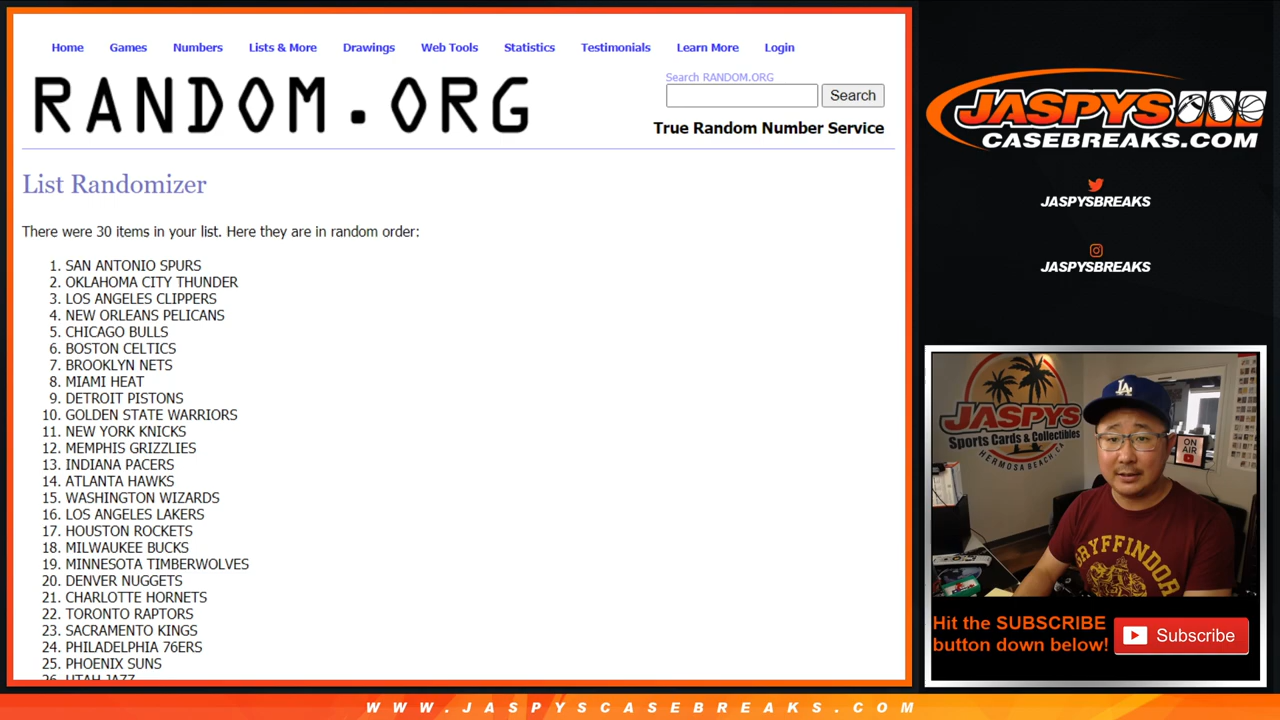 Home Games Numbers Lists & More Drawings Web Tools Statistics Testimonials Learn More Login
RANDOM.ORG
Search RANDOM.ORG
Search
True Random Number Service
List Randomizer
There were 30 items in your list. Here they are in random order:
1. SAN ANTONIO SPURS
2. OKLAHOMA CITY THUNDER
3. LOS ANGELES CLIPPERS
4. NEW ORLEANS PELICANS
5. CHICAGO BULLS
6. BOSTON CELTICS
7. BROOKLYN NETS
8. MIAMI HEAT
9. DETROIT PISTONS
10. GOLDEN STATE WARRIORS
11. NEW YORK KNICKS
12. MEMPHIS GRIZZLIES
13. INDIANA PACERS
14. ATLANTA HAWKS
15. WASHINGTON WIZARDS
16. LOS ANGELES LAKERS
17. HOUSTON ROCKETS
18. MILWAUKEE BUCKS
19. MINNESOTA TIMBERWOLVES
20. DENVER NUGGETS
21. CHARLOTTE HORNETS
22. TORONTO RAPTORS
23. SACRAMENTO KINGS
24. PHILADELPHIA 76ERS
25. PHOENIX SUNS
26. UTAH JAZZ
JASPYS
CASEBREAKS.COM
JASPYSBREAKS
JASPYSBREAKS
JASPYS
Sports Cards & Collectibles
HERMOSA BEACH, CA
LA
ON
AIR
GRYFFINDOR
Hit the SUBSCRIBE
button down below!
Subscribe
WWW.JASPYSCASEBREAKS.COM